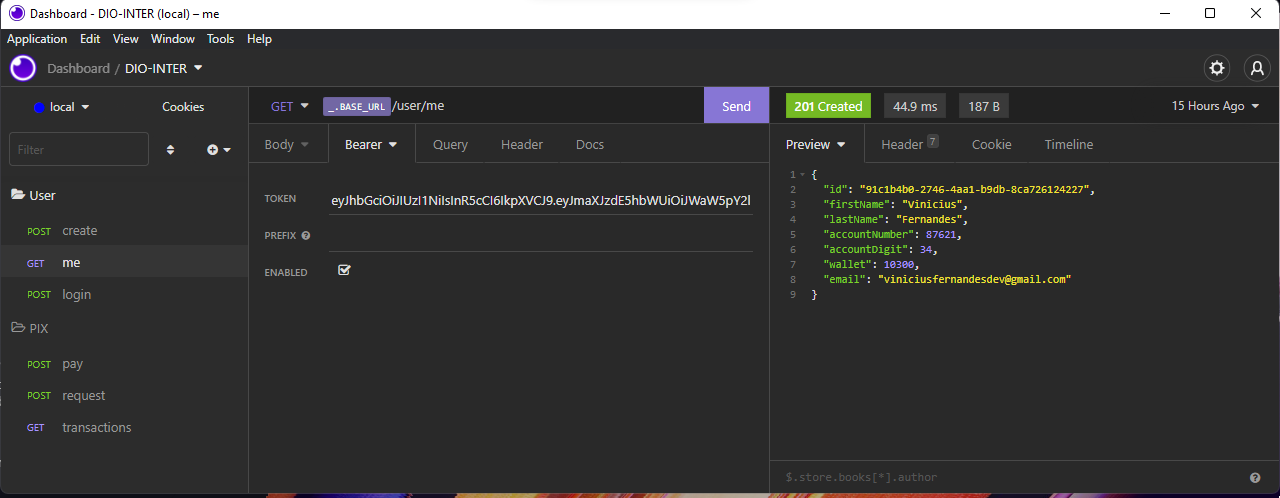 Dashboard - DIO-INTER (local) – me
Application Edit View Window Tools Help
Dashboard / DIO-INTER
local Cookies
Filter
User
POST create
GET me
POST login
PIX
POST pay
POST request
GET transactions
GET _.BASE_URL/user/me Send
Body Bearer Query Header Docs
TOKEN eyJhbGciOiJIUzI1NiIsInR5cCI6IkpXVCJ9.eyJmaXJzdE5hbWUiOiJWaW5pY2l
PREFIX
ENABLED
201 Created 44.9 ms 187 B 15 Hours Ago
Preview Header 7 Cookie Timeline
1 {
2 "id": "91c1b4b0-2746-4aa1-b9db-8ca726124227",
3 "firstName": "Vinicius",
4 "lastName": "Fernandes",
5 "accountNumber": 87621,
6 "accountDigit": 34,
7 "wallet": 10300,
8 "email": "viniciusfernandesdev@gmail.com"
9 }
$.store.books[*].author